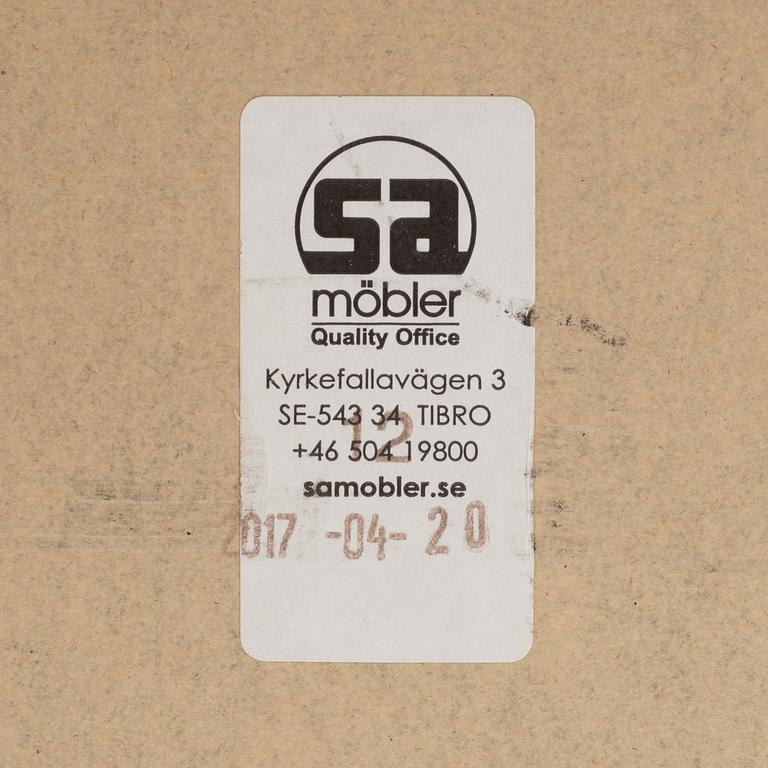 sa
möbler
Quality Office
Kyrkefallavägen 3
SE-543 34 TIBRO
12
+46 504 19800
samobler.se
2017-04-20